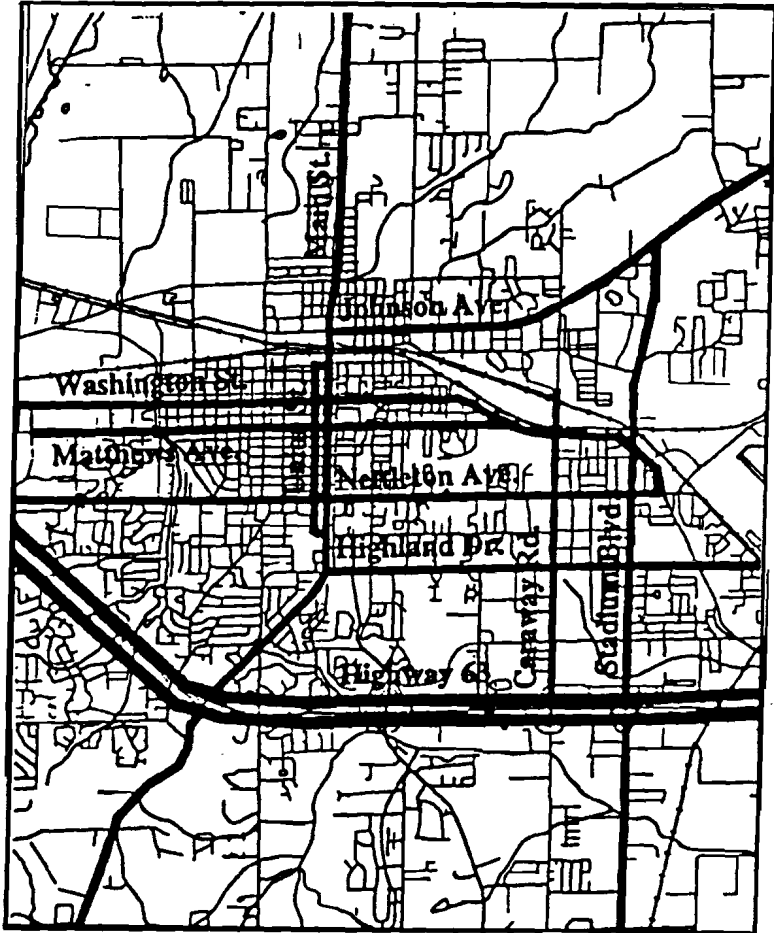 Main St.
Johnson Ave.
Washington St.
Matthews Ave.
Nettleton Ave.
Highland Dr.
Caraway Rd.
Stadium Blvd.
Highway 63